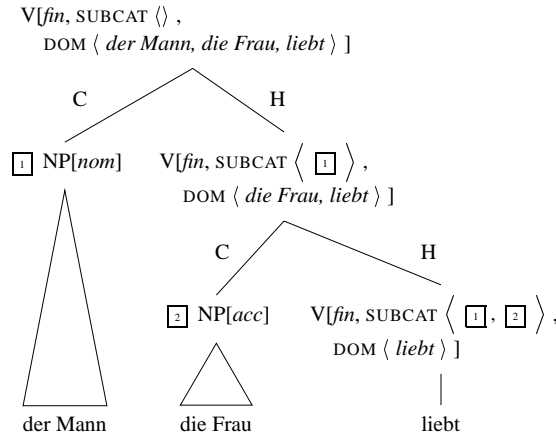 V[fin, SUBCAT ⟨⟩ ,
DOM ⟨ der Mann, die Frau, liebt ⟩ ]
C H
1 NP[nom] V[fin, SUBCAT ⟨ 1 ⟩ ,
DOM ⟨ die Frau, liebt ⟩ ]
C H
2 NP[acc] V[fin, SUBCAT ⟨ 1 , 2 ⟩ ,
DOM ⟨ liebt ⟩ ]
der Mann die Frau liebt